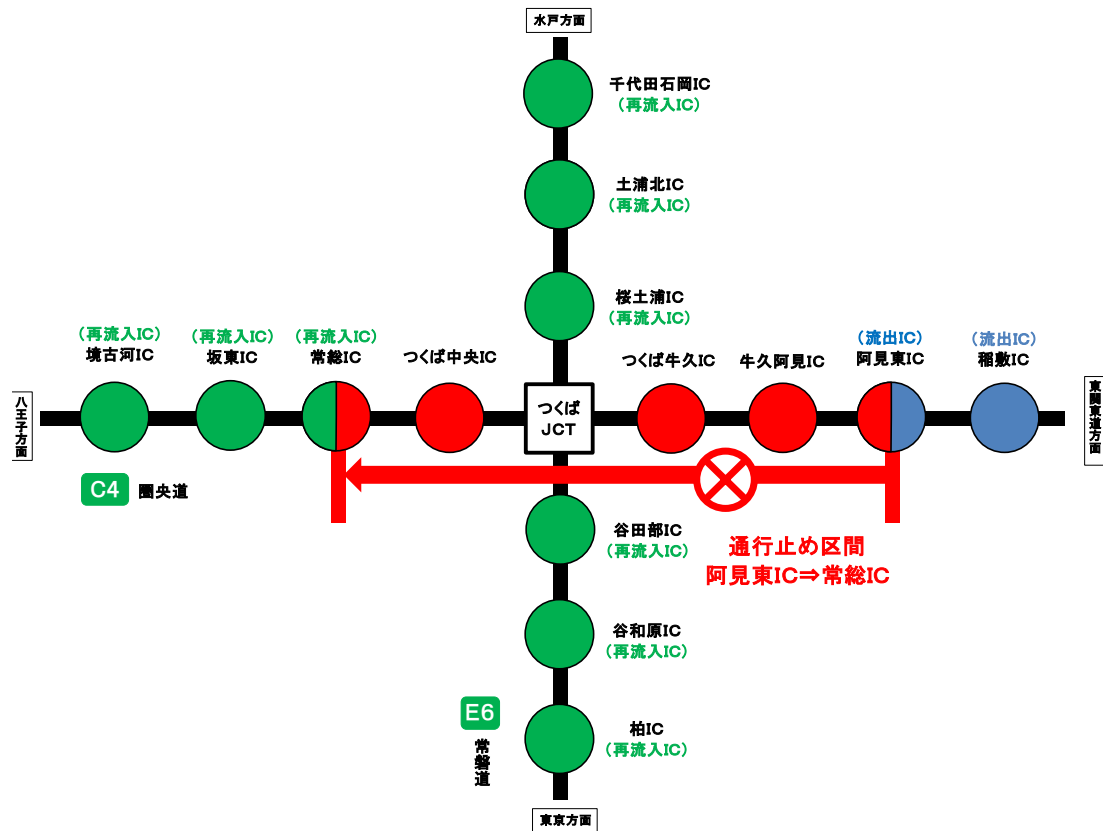 水戸方面
千代田石岡IC
(再流入IC)
土浦北IC
(再流入IC)
桜土浦IC
(再流入IC)
(再流入IC)
境古河IC
(再流入IC)
坂東IC
(再流入IC)
常総IC
つくば中央IC
つくば牛久IC
牛久阿見IC
(流出IC)
阿見東IC
(流出IC)
稲敷IC
八王子方面
つくば
JCT
東関東道方面
C4 圏央道
谷田部IC
(再流入IC)
通行止め区間
阿見東IC⇒常総IC
谷和原IC
(再流入IC)
E6
常磐道
柏IC
(再流入IC)
東京方面